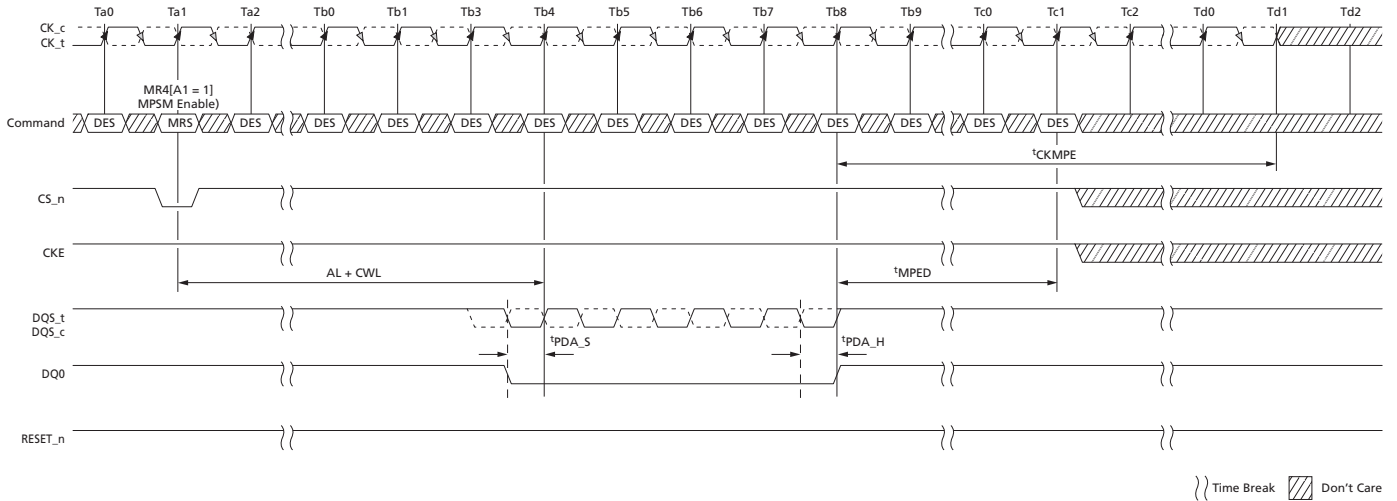 Ta0 Ta1 Ta2 Tb0 Tb1 Tb3 Tb4 Tb5 Tb6 Tb7 Tb8 Tb9 Tc0 Tc1 Tc2 Td0 Td1 Td2
CK_c
CK_t
MR4[A1 = 1]
MPSM Enable)
Command DES MRS DES DES DES DES DES DES DES DES DES DES DES DES
tCKMPE
CS_n
CKE
AL + CWL tMPED
DQS_t
DQS_c
tPDA_S tPDA_H
DQ0
RESET_n
Time Break Don't Care